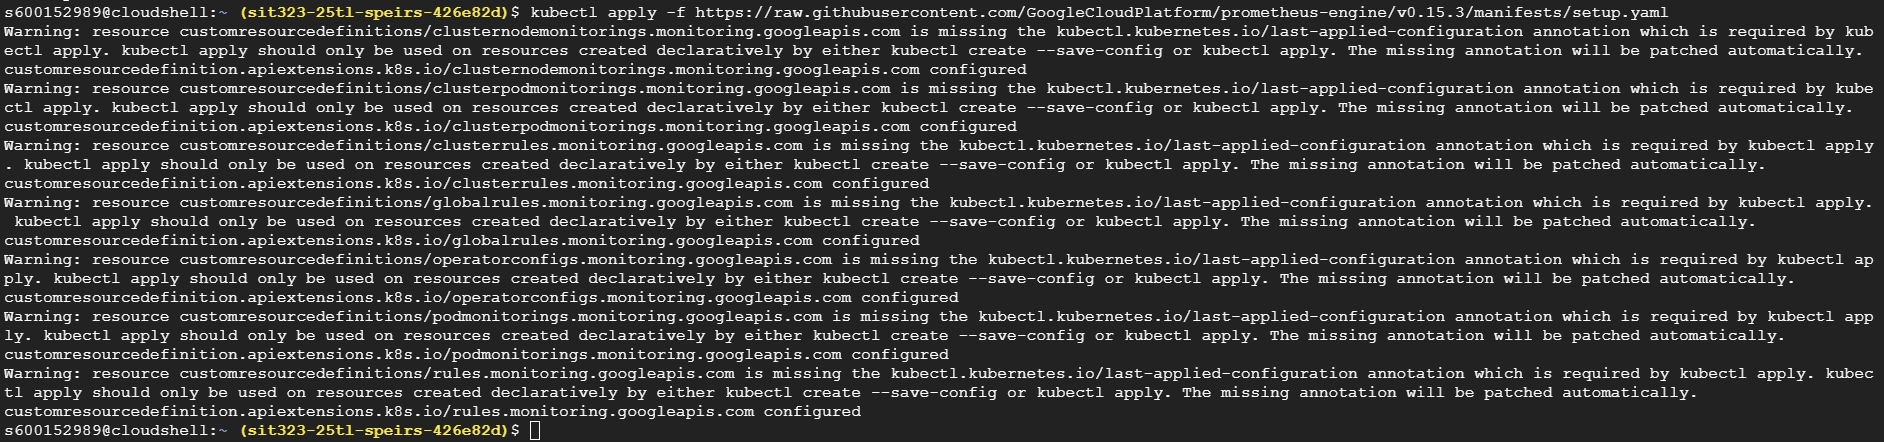 s600152989@cloudshell:~ (sit323-25tl-speirs-426e82d)$ kubectl apply -f https://raw.githubusercontent.com/GoogleCloudPlatform/prometheus-engine/v0.15.3/manifests/setup.yaml
Warning: resource customresourcedefinitions/clusternodemonitorings.monitoring.googleapis.com is missing the kubectl.kubernetes.io/last-applied-configuration annotation which is required by kub
ectl apply. kubectl apply should only be used on resources created declaratively by either kubectl create --save-config or kubectl apply. The missing annotation will be patched automatically.
customresourcedefinition.apiextensions.k8s.io/clusternodemonitorings.monitoring.googleapis.com configured
Warning: resource customresourcedefinitions/clusterpodmonitorings.monitoring.googleapis.com is missing the kubectl.kubernetes.io/last-applied-configuration annotation which is required by kube
ctl apply. kubectl apply should only be used on resources created declaratively by either kubectl create --save-config or kubectl apply. The missing annotation will be patched automatically.
customresourcedefinition.apiextensions.k8s.io/clusterpodmonitorings.monitoring.googleapis.com configured
Warning: resource customresourcedefinitions/clusterrules.monitoring.googleapis.com is missing the kubectl.kubernetes.io/last-applied-configuration annotation which is required by kubectl apply
. kubectl apply should only be used on resources created declaratively by either kubectl create --save-config or kubectl apply. The missing annotation will be patched automatically.
customresourcedefinition.apiextensions.k8s.io/clusterrules.monitoring.googleapis.com configured
Warning: resource customresourcedefinitions/globalrules.monitoring.googleapis.com is missing the kubectl.kubernetes.io/last-applied-configuration annotation which is required by kubectl apply.
 kubectl apply should only be used on resources created declaratively by either kubectl create --save-config or kubectl apply. The missing annotation will be patched automatically.
customresourcedefinition.apiextensions.k8s.io/globalrules.monitoring.googleapis.com configured
Warning: resource customresourcedefinitions/operatorconfigs.monitoring.googleapis.com is missing the kubectl.kubernetes.io/last-applied-configuration annotation which is required by kubectl ap
ply. kubectl apply should only be used on resources created declaratively by either kubectl create --save-config or kubectl apply. The missing annotation will be patched automatically.
customresourcedefinition.apiextensions.k8s.io/operatorconfigs.monitoring.googleapis.com configured
Warning: resource customresourcedefinitions/podmonitorings.monitoring.googleapis.com is missing the kubectl.kubernetes.io/last-applied-configuration annotation which is required by kubectl app
ly. kubectl apply should only be used on resources created declaratively by either kubectl create --save-config or kubectl apply. The missing annotation will be patched automatically.
customresourcedefinition.apiextensions.k8s.io/podmonitorings.monitoring.googleapis.com configured
Warning: resource customresourcedefinitions/rules.monitoring.googleapis.com is missing the kubectl.kubernetes.io/last-applied-configuration annotation which is required by kubectl apply. kubec
tl apply should only be used on resources created declaratively by either kubectl create --save-config or kubectl apply. The missing annotation will be patched automatically.
customresourcedefinition.apiextensions.k8s.io/rules.monitoring.googleapis.com configured
s600152989@cloudshell:~ (sit323-25tl-speirs-426e82d)$